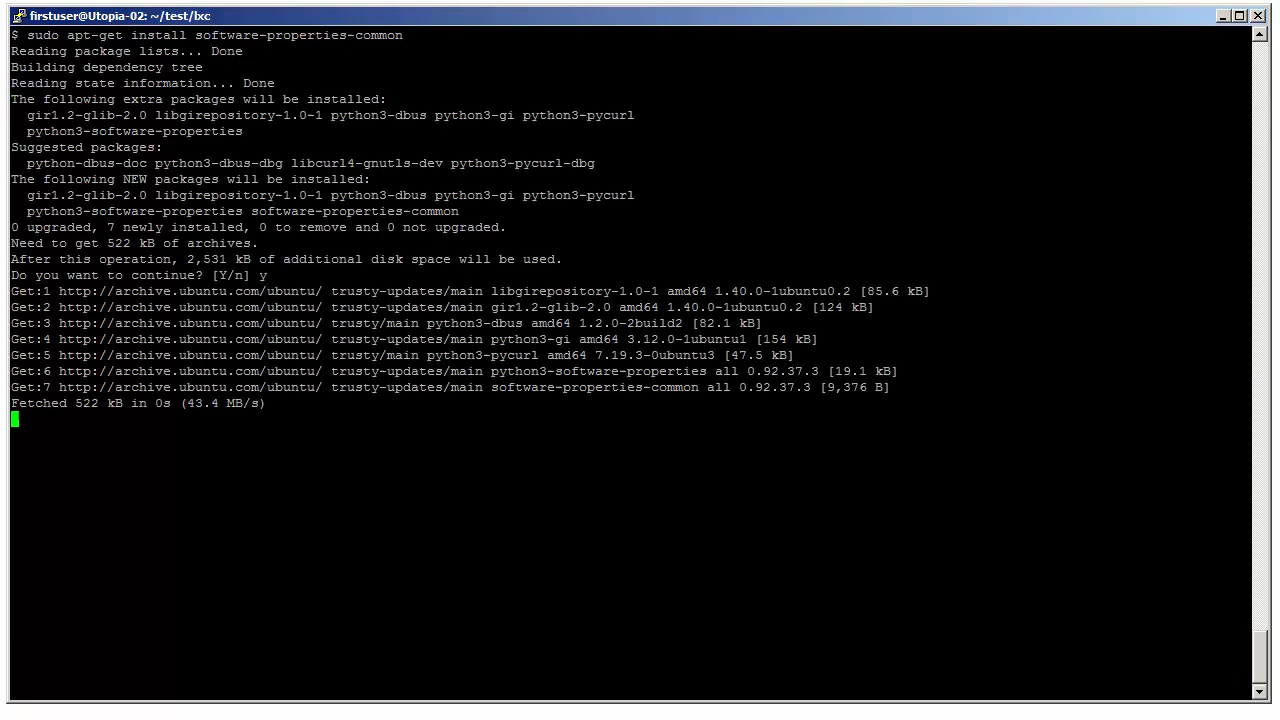 firstuser@Utopia-02: ~/test/lxc
$ sudo apt-get install software-properties-common
Reading package lists... Done
Building dependency tree
Reading state information... Done
The following extra packages will be installed:
  gir1.2-glib-2.0 libgirepository-1.0-1 python3-dbus python3-gi python3-pycurl
  python3-software-properties
Suggested packages:
  python-dbus-doc python3-dbus-dbg libcurl4-gnutls-dev python3-pycurl-dbg
The following NEW packages will be installed:
  gir1.2-glib-2.0 libgirepository-1.0-1 python3-dbus python3-gi python3-pycurl
  python3-software-properties software-properties-common
0 upgraded, 7 newly installed, 0 to remove and 0 not upgraded.
Need to get 522 kB of archives.
After this operation, 2,531 kB of additional disk space will be used.
Do you want to continue? [Y/n] y
Get:1 http://archive.ubuntu.com/ubuntu/ trusty-updates/main libgirepository-1.0-1 amd64 1.40.0-1ubuntu0.2 [85.6 kB]
Get:2 http://archive.ubuntu.com/ubuntu/ trusty-updates/main gir1.2-glib-2.0 amd64 1.40.0-1ubuntu0.2 [124 kB]
Get:3 http://archive.ubuntu.com/ubuntu/ trusty/main python3-dbus amd64 1.2.0-2build2 [82.1 kB]
Get:4 http://archive.ubuntu.com/ubuntu/ trusty-updates/main python3-gi amd64 3.12.0-1ubuntu1 [154 kB]
Get:5 http://archive.ubuntu.com/ubuntu/ trusty/main python3-pycurl amd64 7.19.3-0ubuntu3 [47.5 kB]
Get:6 http://archive.ubuntu.com/ubuntu/ trusty-updates/main python3-software-properties all 0.92.37.3 [19.1 kB]
Get:7 http://archive.ubuntu.com/ubuntu/ trusty-updates/main software-properties-common all 0.92.37.3 [9,376 B]
Fetched 522 kB in 0s (43.4 MB/s)